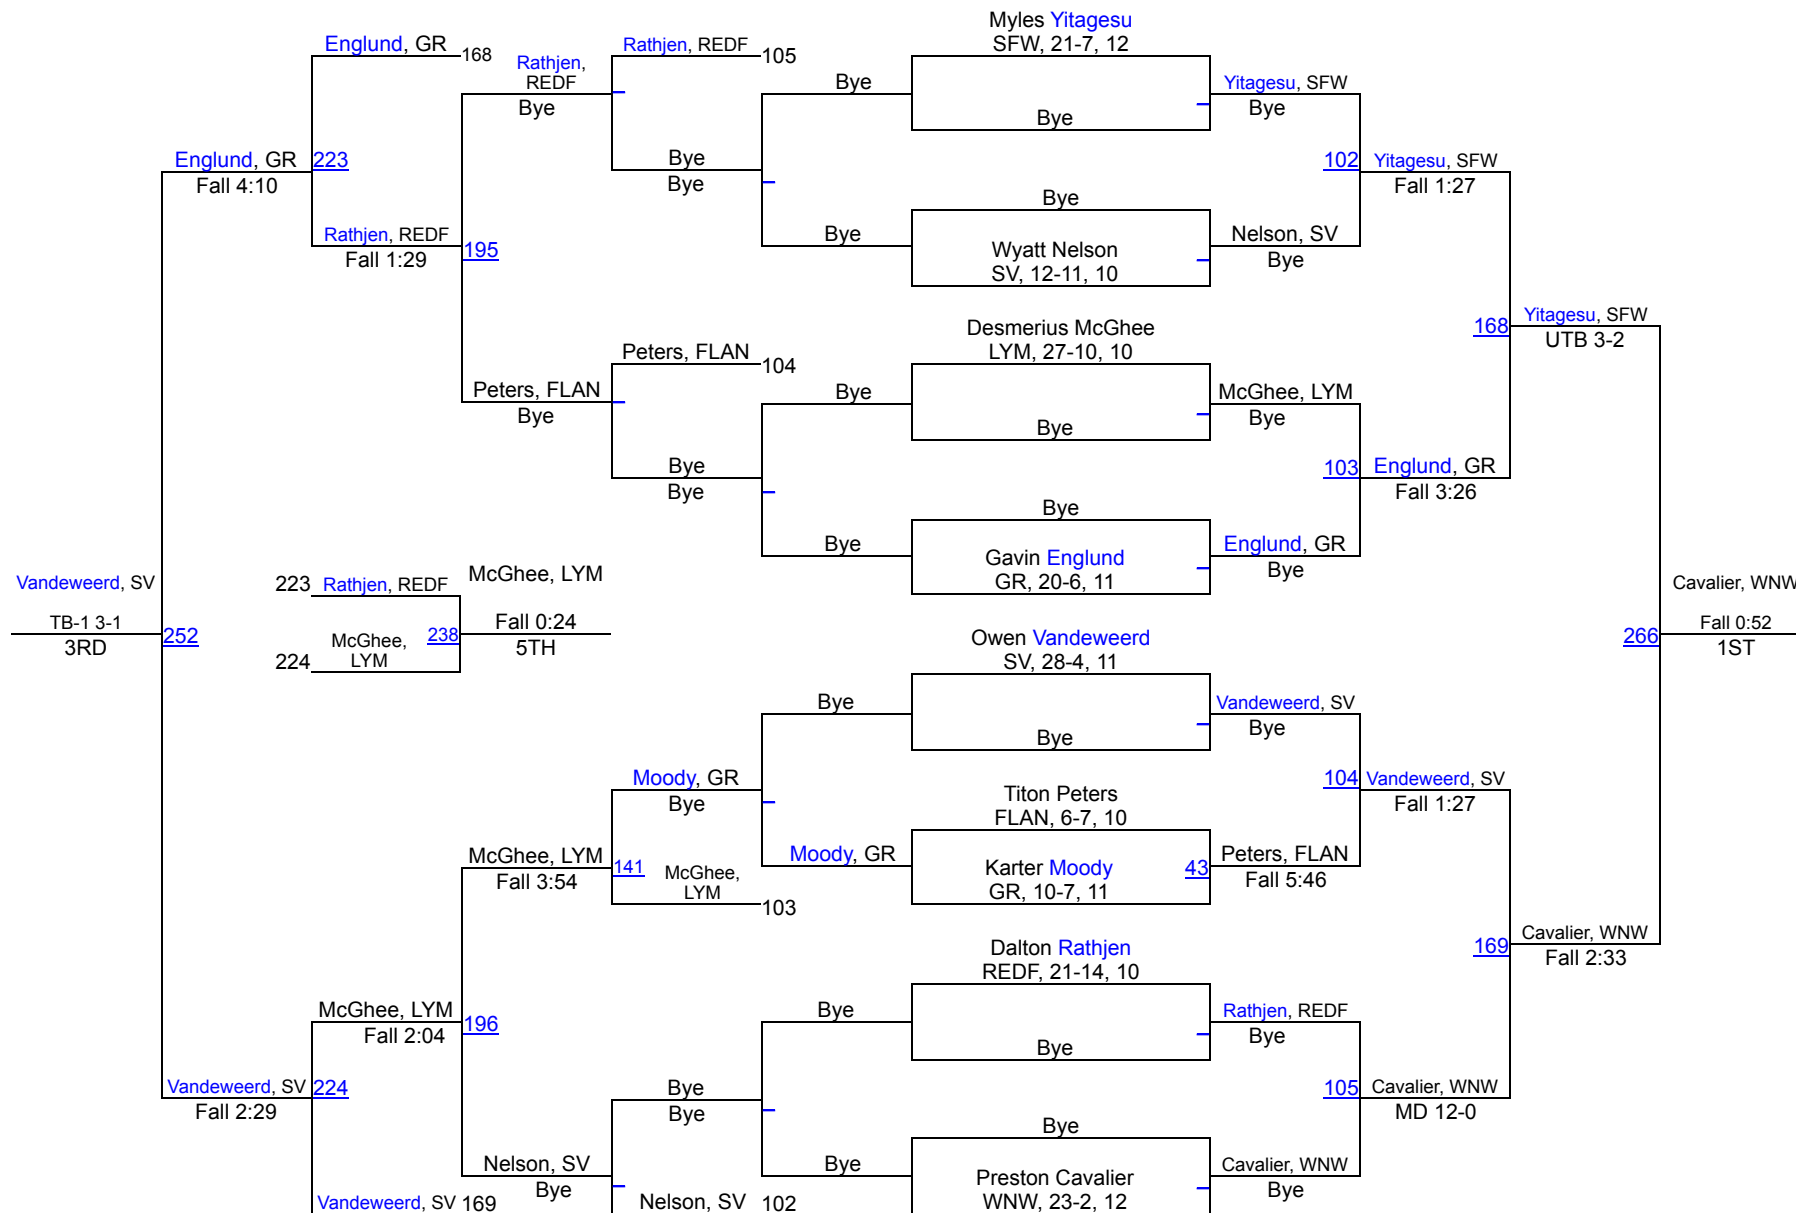 Myles Yitagesu
SFW, 21-7, 12
Englund, GR
168
Rathjen, REDF
105
Rathjen,
REDF
Bye
Bye
Yitagesu, SFW
Bye
Bye
Englund, GR
223
Fall 4:10
Bye
Bye
102
Yitagesu, SFW
Fall 1:27
Bye
Rathjen, REDF
195
Fall 1:29
Bye
Wyatt Nelson
SV, 12-11, 10
Nelson, SV
Bye
Desmerius McGhee
LYM, 27-10, 10
168
Yitagesu, SFW
UTB 3-2
Peters, FLAN
104
Peters, FLAN
Bye
Bye
McGhee, LYM
Bye
Bye
Bye
Bye
103
Englund, GR
Fall 3:26
Bye
Bye
Gavin Englund
GR, 20-6, 11
Englund, GR
Bye
Vandeweerd, SV
TB-1 3-1
3RD
252
223
Rathjen, REDF
McGhee, LYM
Fall 0:24
5TH
238
McGhee,
LYM
224
Cavalier, WNW
Fall 0:52
1ST
266
Owen Vandeweerd
SV, 28-4, 11
Bye
Vandeweerd, SV
Bye
Bye
Moody, GR
Bye
104
Vandeweerd, SV
Fall 1:27
Titon Peters
FLAN, 6-7, 10
McGhee, LYM
Fall 3:54
141
McGhee,
LYM
103
Moody, GR
Karter Moody
GR, 10-7, 11
43
Peters, FLAN
Fall 5:46
Dalton Rathjen
REDF, 21-14, 10
169
Cavalier, WNW
Fall 2:33
McGhee, LYM
Fall 2:04
196
Bye
Rathjen, REDF
Bye
Bye
Vandeweerd, SV
224
Fall 2:29
Bye
Bye
105
Cavalier, WNW
MD 12-0
Bye
Nelson, SV
Bye
Bye
Preston Cavalier
WNW, 23-2, 12
Cavalier, WNW
Bye
Vandeweerd, SV
169
Nelson, SV
102